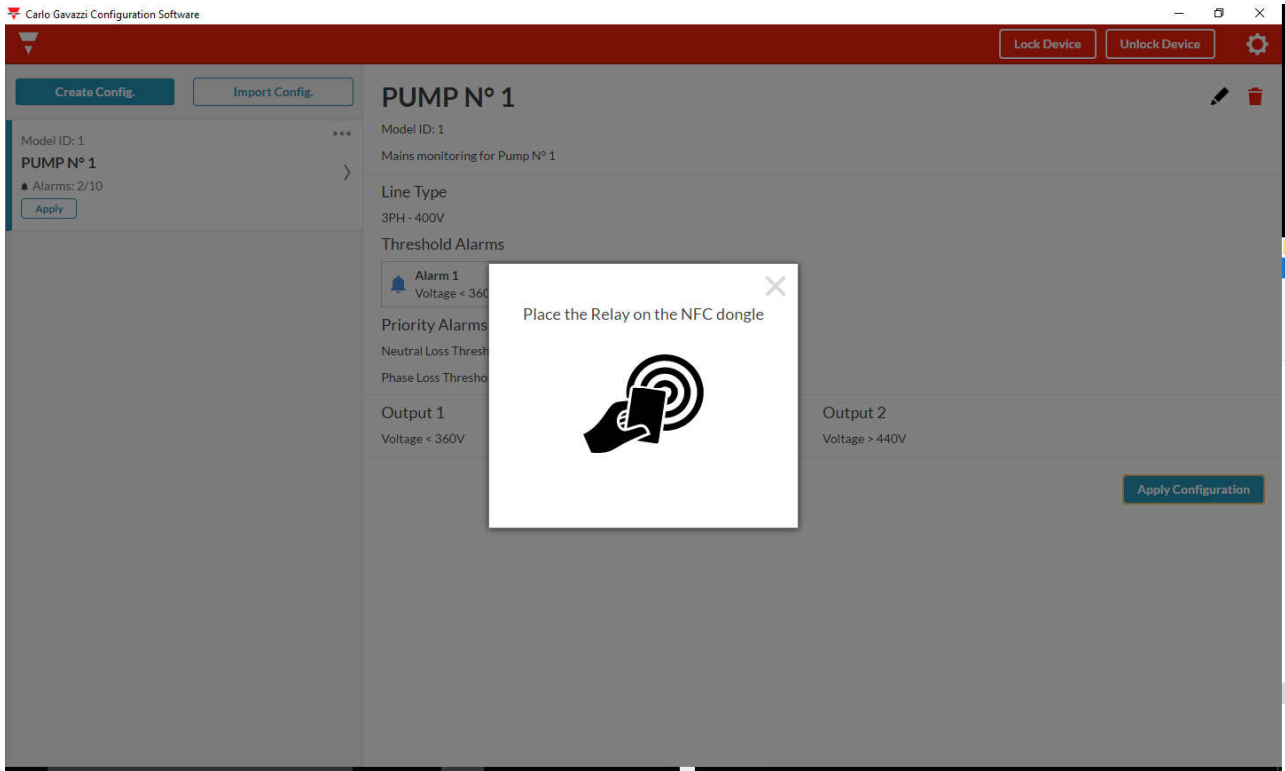 Carlo Gavazzi Configuration Software
Lock Device
Unlock Device
Create Config.
Import Config.
Model ID: 1
PUMP N° 1
Alarms: 2/10
Apply
PUMP N° 1
Model ID: 1
Mains monitoring for Pump N° 1
Line Type
3PH - 400V
Threshold Alarms
Alarm 1
Voltage < 360
Priority Alarms
Neutral Loss Thresh
Phase Loss Thresho
Output 1
Voltage < 360V
Output 2
Voltage > 440V
Apply Configuration
Place the Relay on the NFC dongle